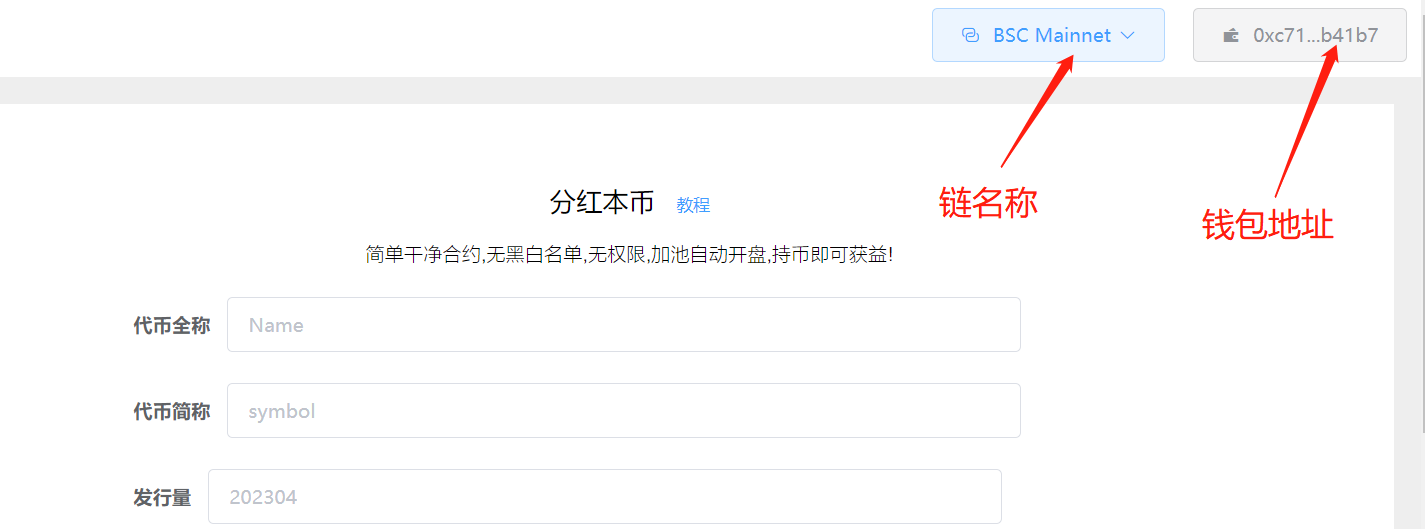 BSC Mainnet
0xc71...b41b7
链名称
钱包地址
分红本币 教程
简单干净合约,无黑白名单,无权限,加池自动开盘,持币即可获益!
代币全称 Name
代币简称 symbol
发行量 202304